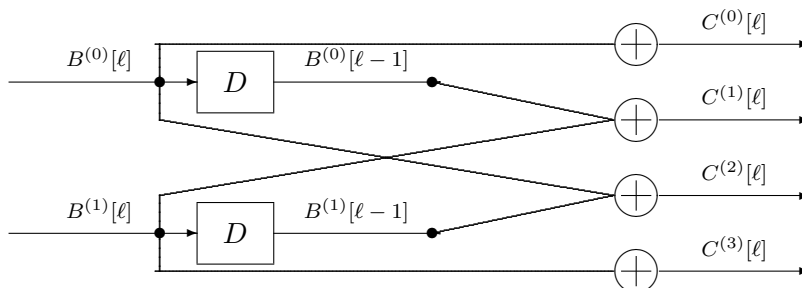 C^{(0)}[ℓ]
B^{(0)}[ℓ] D B^{(0)}[ℓ − 1]
C^{(1)}[ℓ]
C^{(2)}[ℓ]
B^{(1)}[ℓ] D B^{(1)}[ℓ − 1]
C^{(3)}[ℓ]